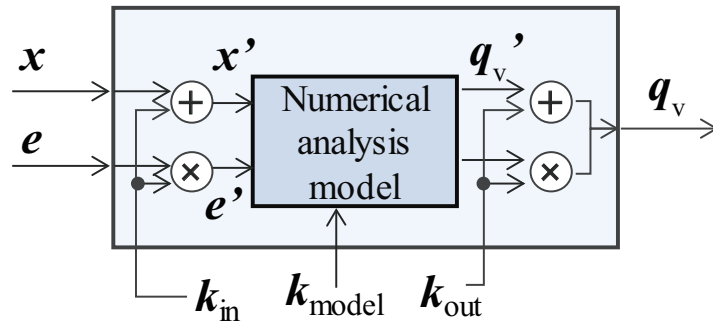 x
x’
q_v’
+
+
q_v
Numerical
analysis
model
e
×
×
e’
k_in
k_model
k_out